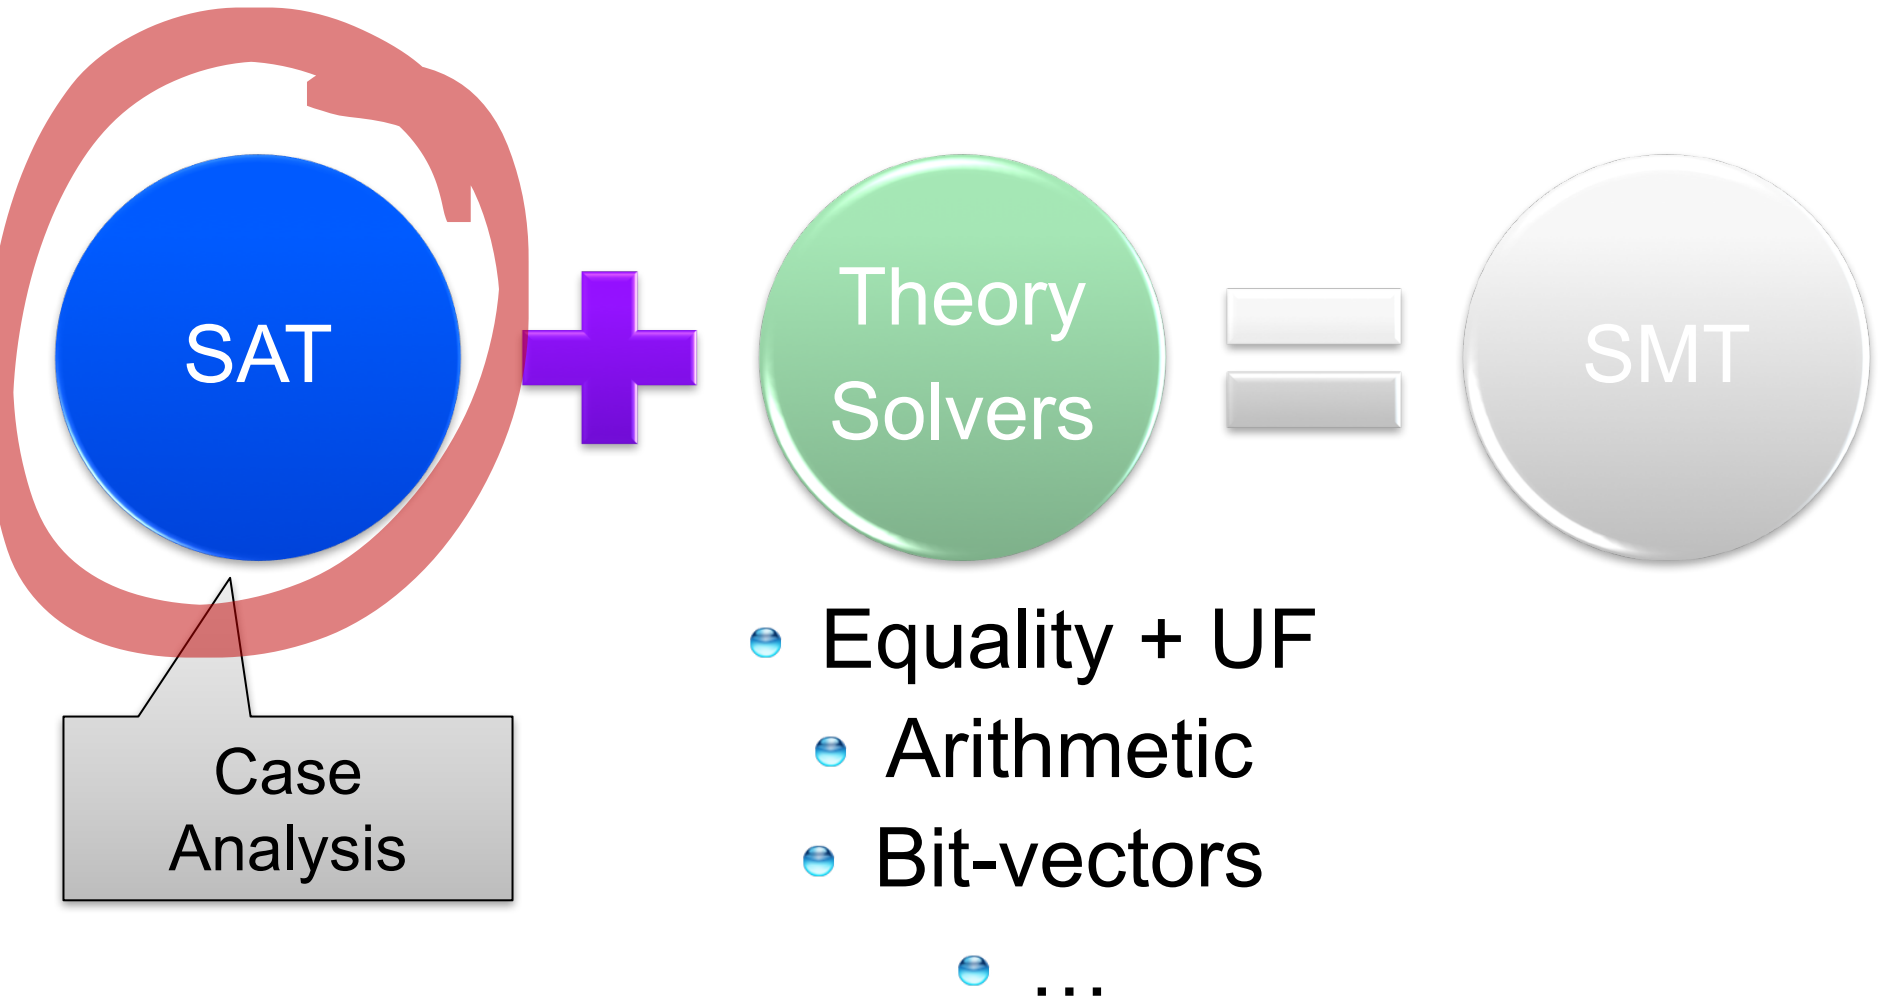 SAT
Theory
Solvers
SMT
Case
Analysis
Equality + UF
Arithmetic
Bit-vectors
…